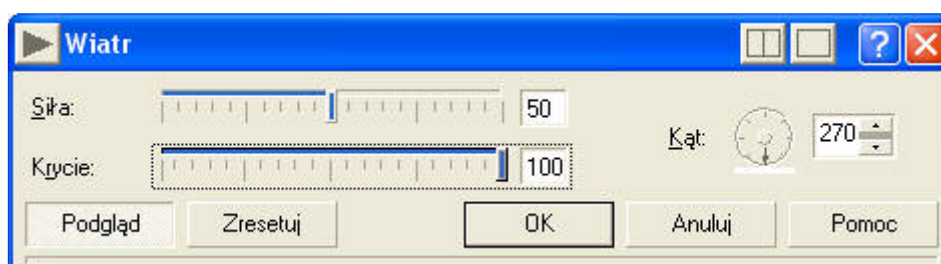 Wiatr
Siła: 50
Kąt: 270
Krycie: 100
Podgląd Zresetuj OK Anuluj Pomoc